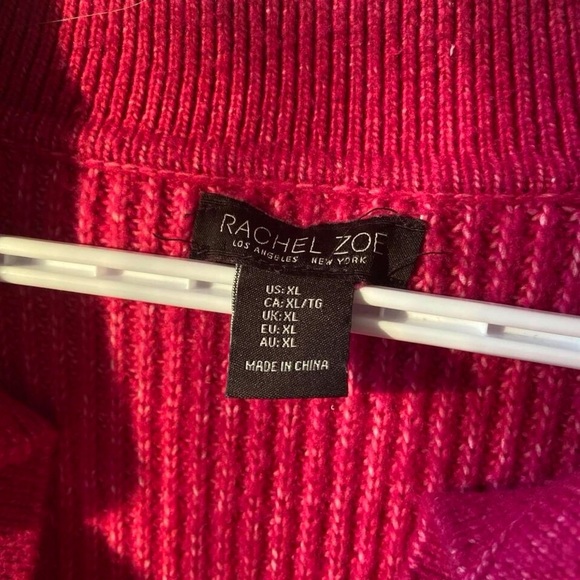 RACHEL ZOE
LOS ANGELES NEW YORK
US: XL
CA: XL/TG
UK: XL
EU: XL
AU: XL
MADE IN CHINA